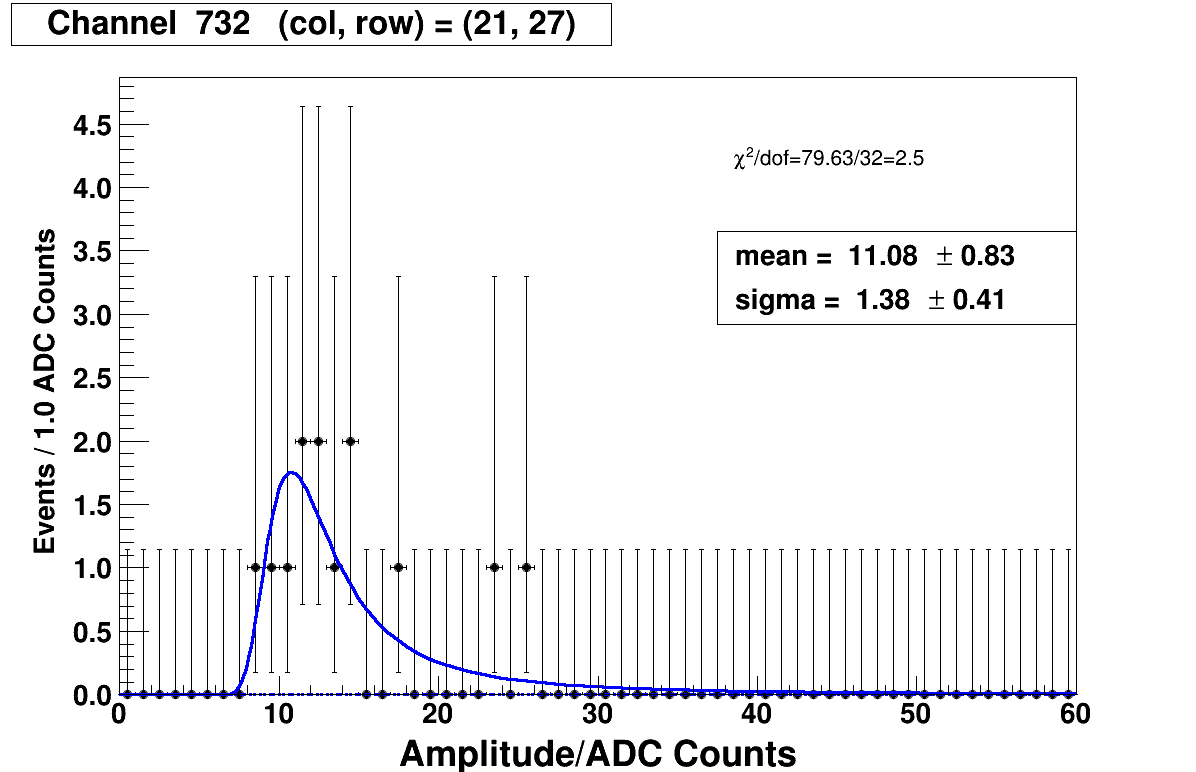 Channel 732 (col, row) = (21, 27)
χ²/dof=79.63/32=2.5
mean = 11.08 ± 0.83
sigma = 1.38 ± 0.41
Events / 1.0 ADC Counts
4.5
4.0
3.5
3.0
2.5
2.0
1.5
1.0
0.5
0.0
0 10 20 30 40 50 60
Amplitude/ADC Counts